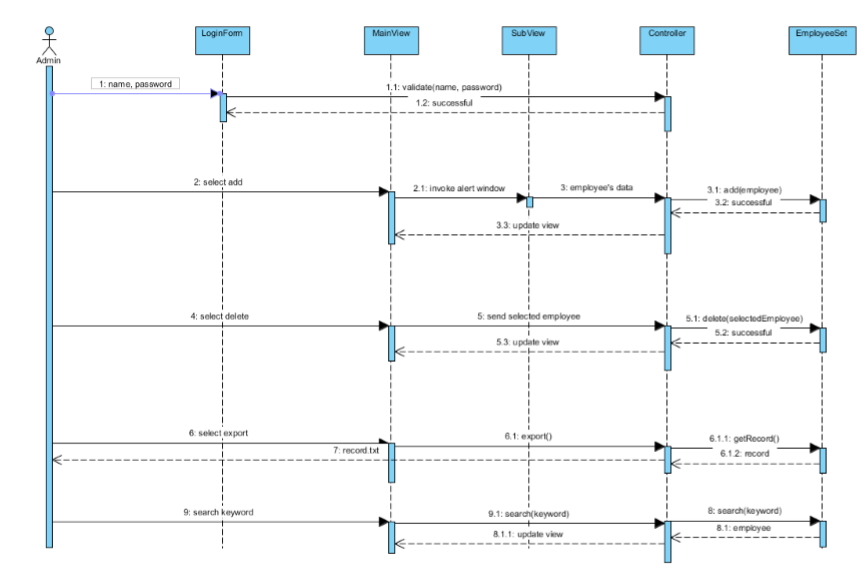 LoginForm
MainView
SubView
Controller
EmployeeSet
Admin
1: name, password
1.1: validate(name, password)
1.2: successful
2: select add
2.1: invoke alert window
3: employee's data
3.1: add(employee)
3.2: successful
3.3: update view
4: select delete
5: send selected employee
5.1: delete(selectedEmployee)
5.2: successful
5.3: update view
6: select export
6.1: export()
6.1.1: getRecord()
7: record.txt
6.1.2: record
9: search keyword
9.1: search(keyword)
8: search(keyword)
8.1: employee
8.1.1: update view